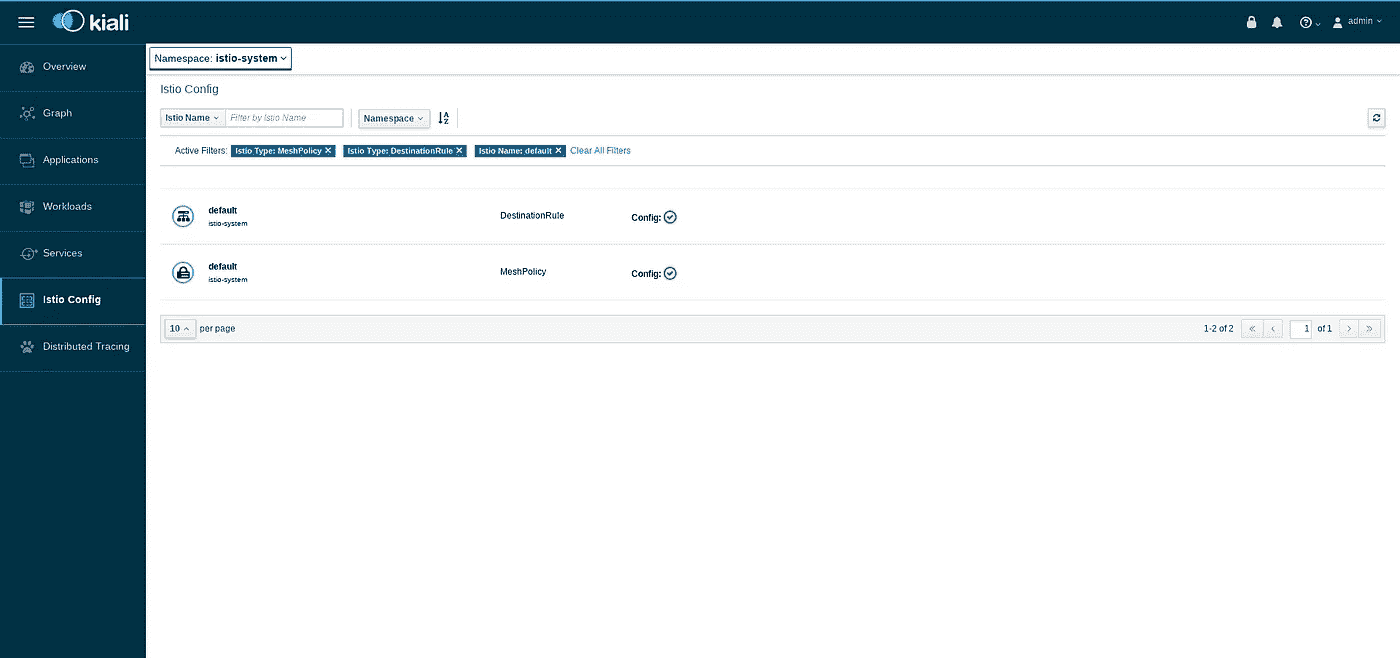 kiali
admin
Namespace: istio-system
Overview
Graph
Applications
Workloads
Services
Istio Config
Distributed Tracing
Istio Config
Istio Name Filter by Istio Name Namespace
Active Filters: Istio Type: MeshPolicy Istio Type: DestinationRule Istio Name: default Clear All Filters
default
istio-system
DestinationRule
Config:
default
istio-system
MeshPolicy
Config:
10 per page
1-2 of 2 « ‹ 1 of 1 › »